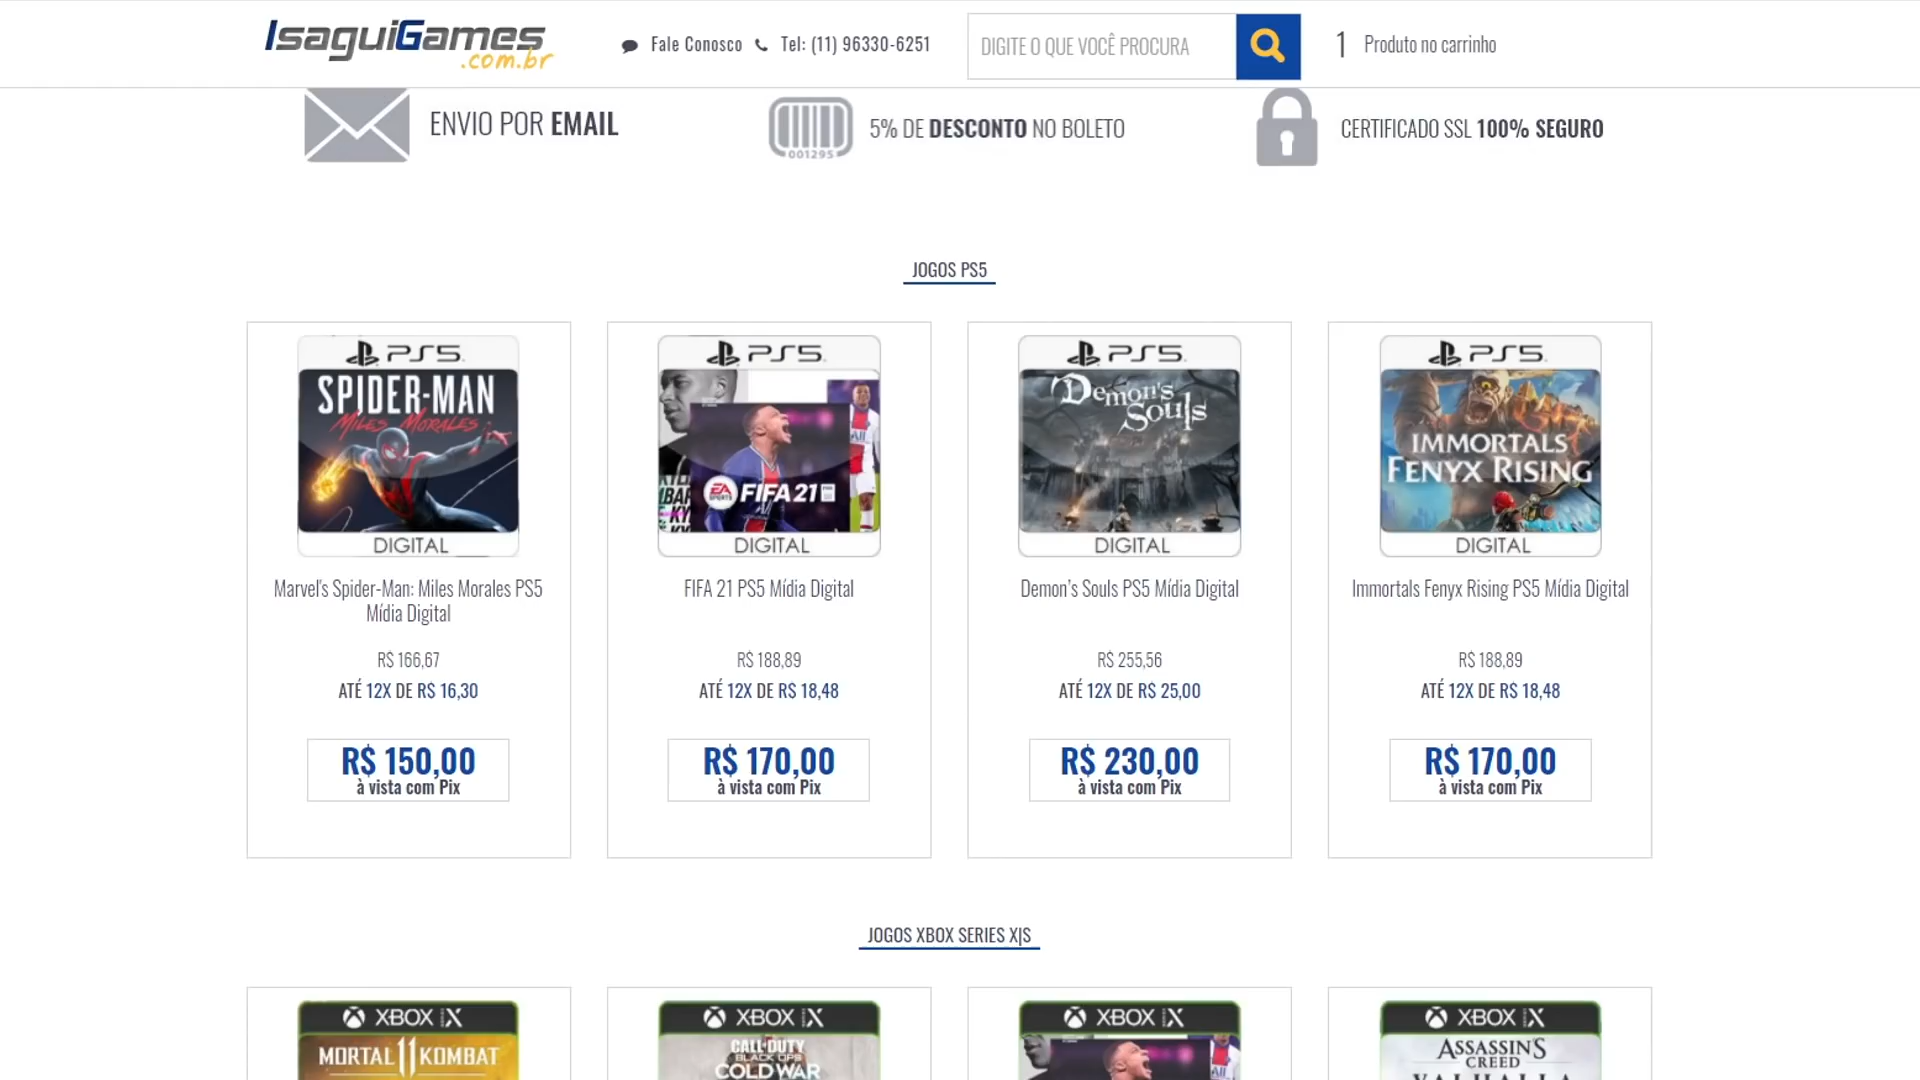 IsaguiGames
.com.br
Fale Conosco
Tel: (11) 96330-6251
DIGITE O QUE VOCÊ PROCURA
1 Produto no carrinho
ENVIO POR EMAIL
001295
5% DE DESCONTO NO BOLETO
CERTIFICADO SSL 100% SEGURO
JOGOS PS5
PS5
SPIDER-MAN
MILES MORALES
DIGITAL
Marvel's Spider-Man: Miles Morales PS5
Mídia Digital
R$ 166,67
ATÉ 12X DE R$ 16,30
R$ 150,00
à vista com Pix
PS5
EA
SPORTS
FIFA 21
DIGITAL
FIFA 21 PS5 Mídia Digital
R$ 188,89
ATÉ 12X DE R$ 18,48
R$ 170,00
à vista com Pix
PS5
Demon's
Souls
DIGITAL
Demon’s Souls PS5 Mídia Digital
R$ 255,56
ATÉ 12X DE R$ 25,00
R$ 230,00
à vista com Pix
PS5
IMMORTALS
FENYX RISING
DIGITAL
Immortals Fenyx Rising PS5 Mídia Digital
R$ 188,89
ATÉ 12X DE R$ 18,48
R$ 170,00
à vista com Pix
JOGOS XBOX SERIES X|S
XBOX
MORTAL 11 KOMBAT
XBOX
CALL OF DUTY
BLACK OPS
COLD WAR
XBOX
XBOX
ASSASSIN'S
CREED
VALHALLA